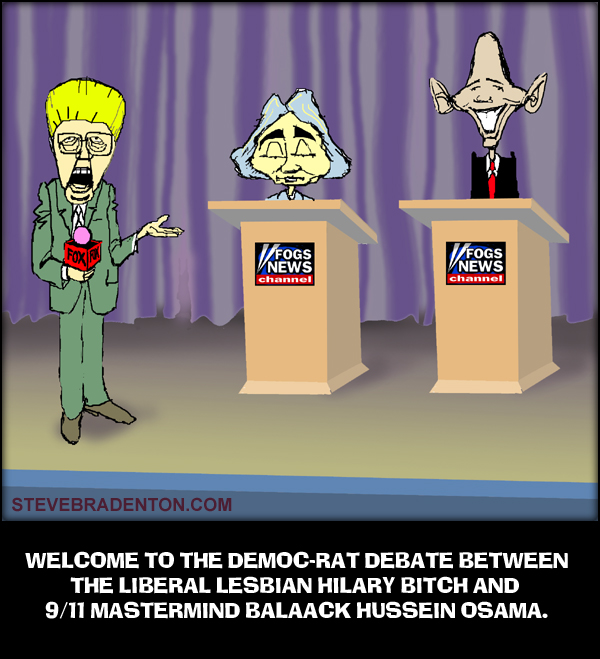 FOX
FOGS
NEWS
channel
FOGS
NEWS
channel
STEVEBRADENTON.COM
WELCOME TO THE DEMOC-RAT DEBATE BETWEEN
THE LIBERAL LESBIAN HILARY BITCH AND
9/11 MASTERMIND BALAACK HUSSEIN OSAMA.